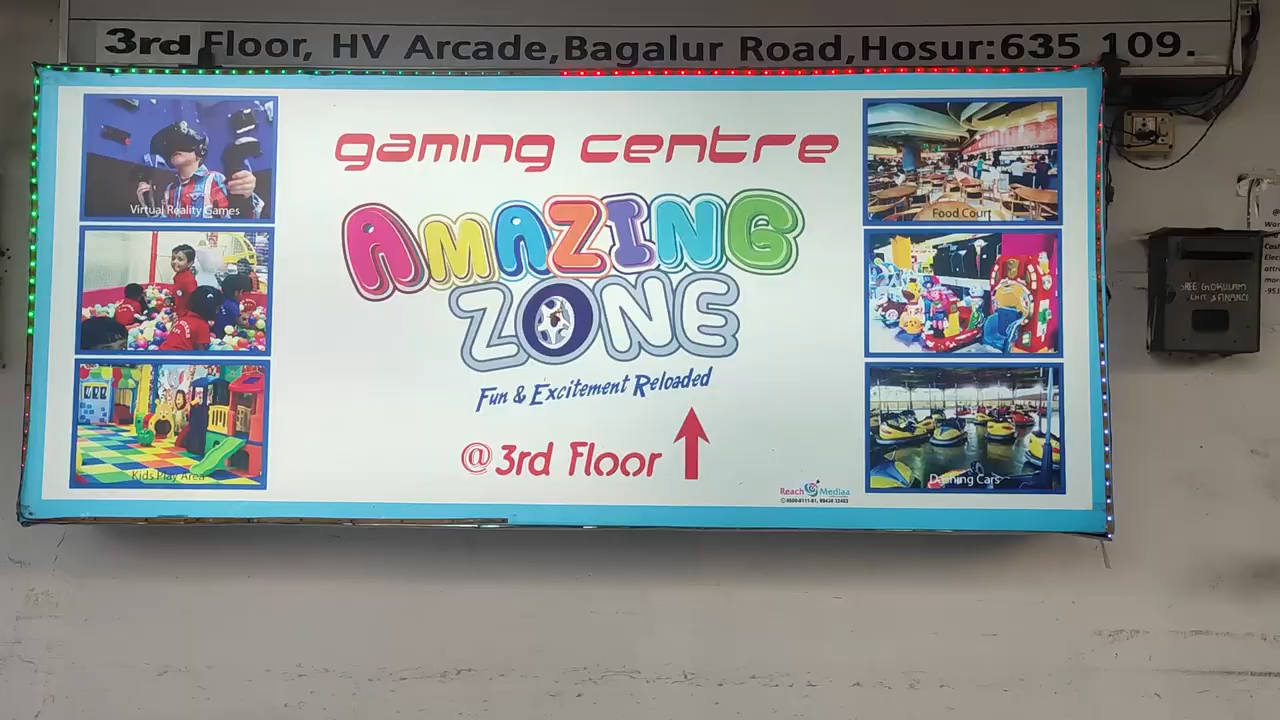 3rd Floor, HV Arcade,Bagalur Road,Hosur:635 109.
gaming centre
AMAZING
ZONE
Fun & Excitement Reloaded
@ 3rd Floor
Virtual Reality Games
Kids Play Area
Food Court
Dashing Cars
Reach Mediaa